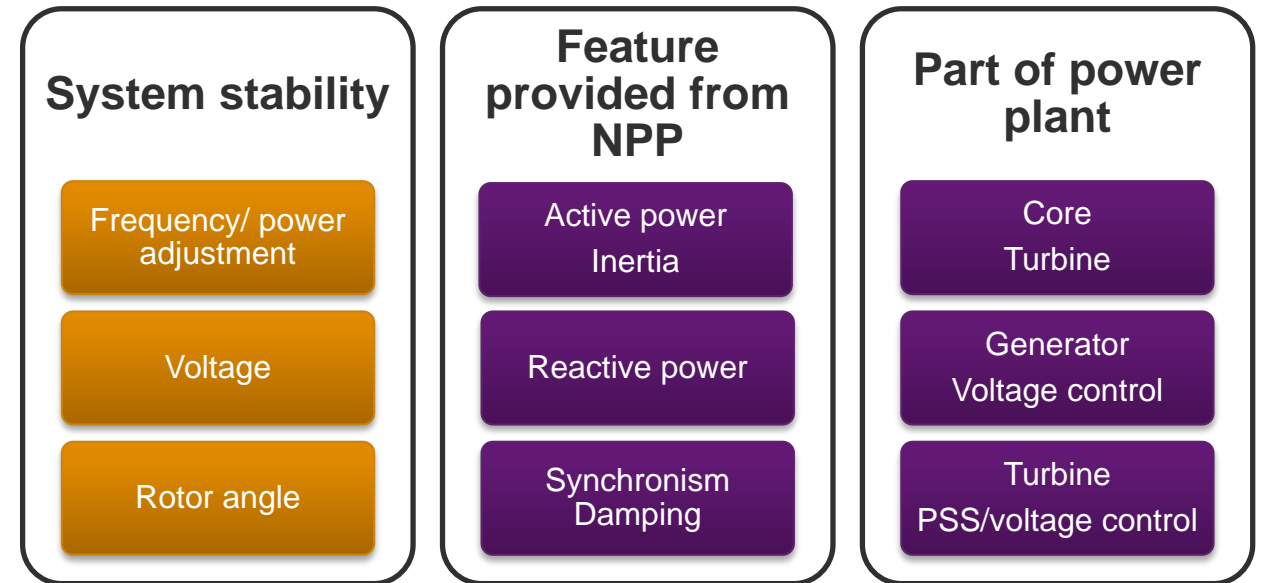 System stability
Frequency/ power
adjustment
Voltage
Rotor angle
Feature
provided from
NPP
Active power
Inertia
Reactive power
Synchronism
Damping
Part of power
plant
Core
Turbine
Generator
Voltage control
Turbine
PSS/voltage control